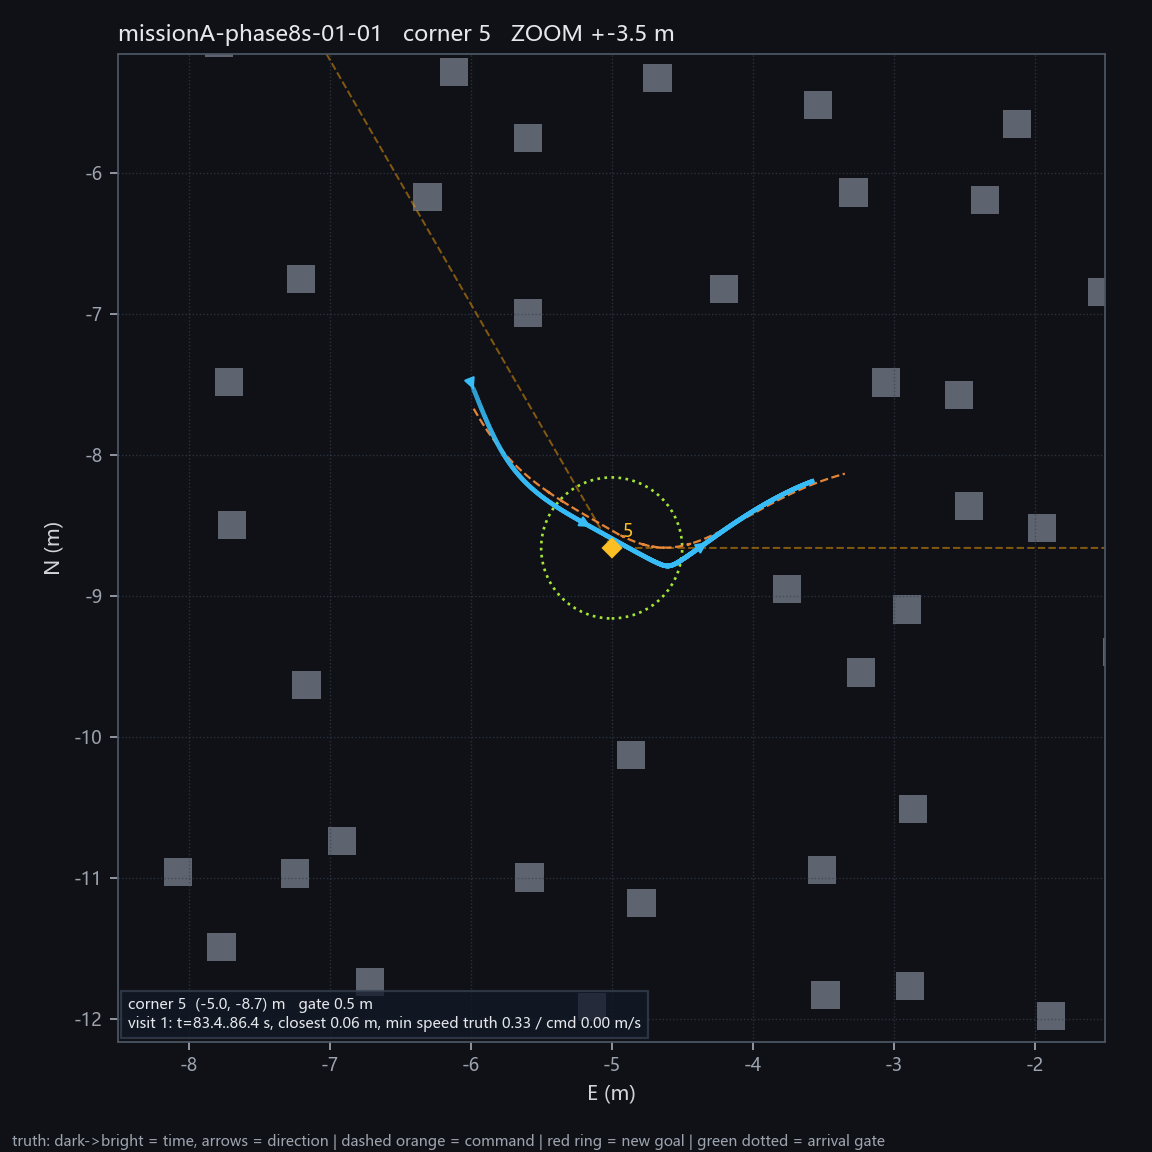 missionA-phase8s-01-01 corner 5 ZOOM +-3.5 m
-6
-7
-8
-9
-10
-11
-12
N (m)
5
corner 5 (-5.0, -8.7) m gate 0.5 m
visit 1: t=83.4..86.4 s, closest 0.06 m, min speed truth 0.33 / cmd 0.00 m/s
-8 -7 -6 -5 -4 -3 -2
E (m)
truth: dark->bright = time, arrows = direction | dashed orange = command | red ring = new goal | green dotted = arrival gate